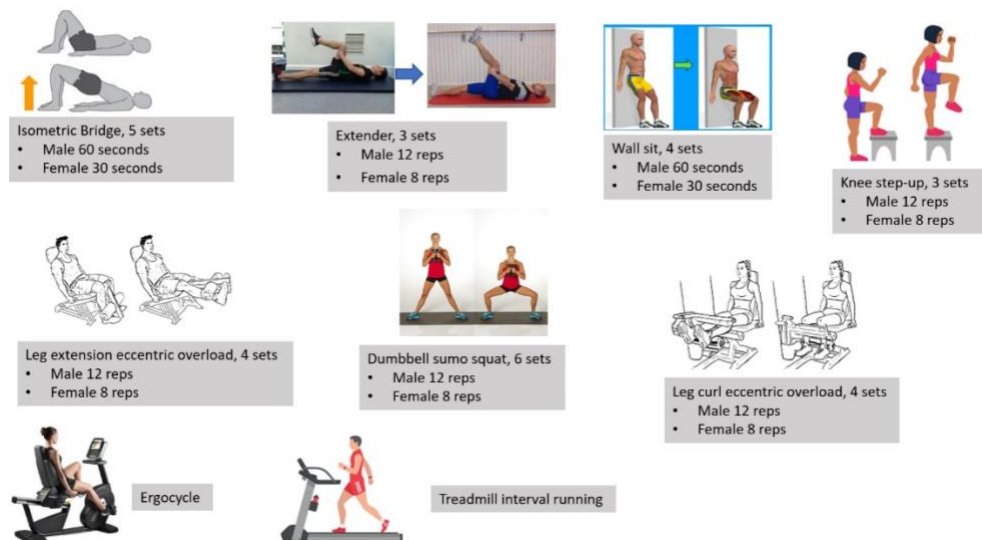 Isometric Bridge, 5 sets
• Male 60 seconds
• Female 30 seconds
Extender, 3 sets
• Male 12 reps
• Female 8 reps
Wall sit, 4 sets
• Male 60 seconds
• Female 30 seconds
Knee step-up, 3 sets
• Male 12 reps
• Female 8 reps
Leg extension eccentric overload, 4 sets
• Male 12 reps
• Female 8 reps
Dumbbell sumo squat, 6 sets
• Male 12 reps
• Female 8 reps
Leg curl eccentric overload, 4 sets
• Male 12 reps
• Female 8 reps
Ergocycle
Treadmill interval running